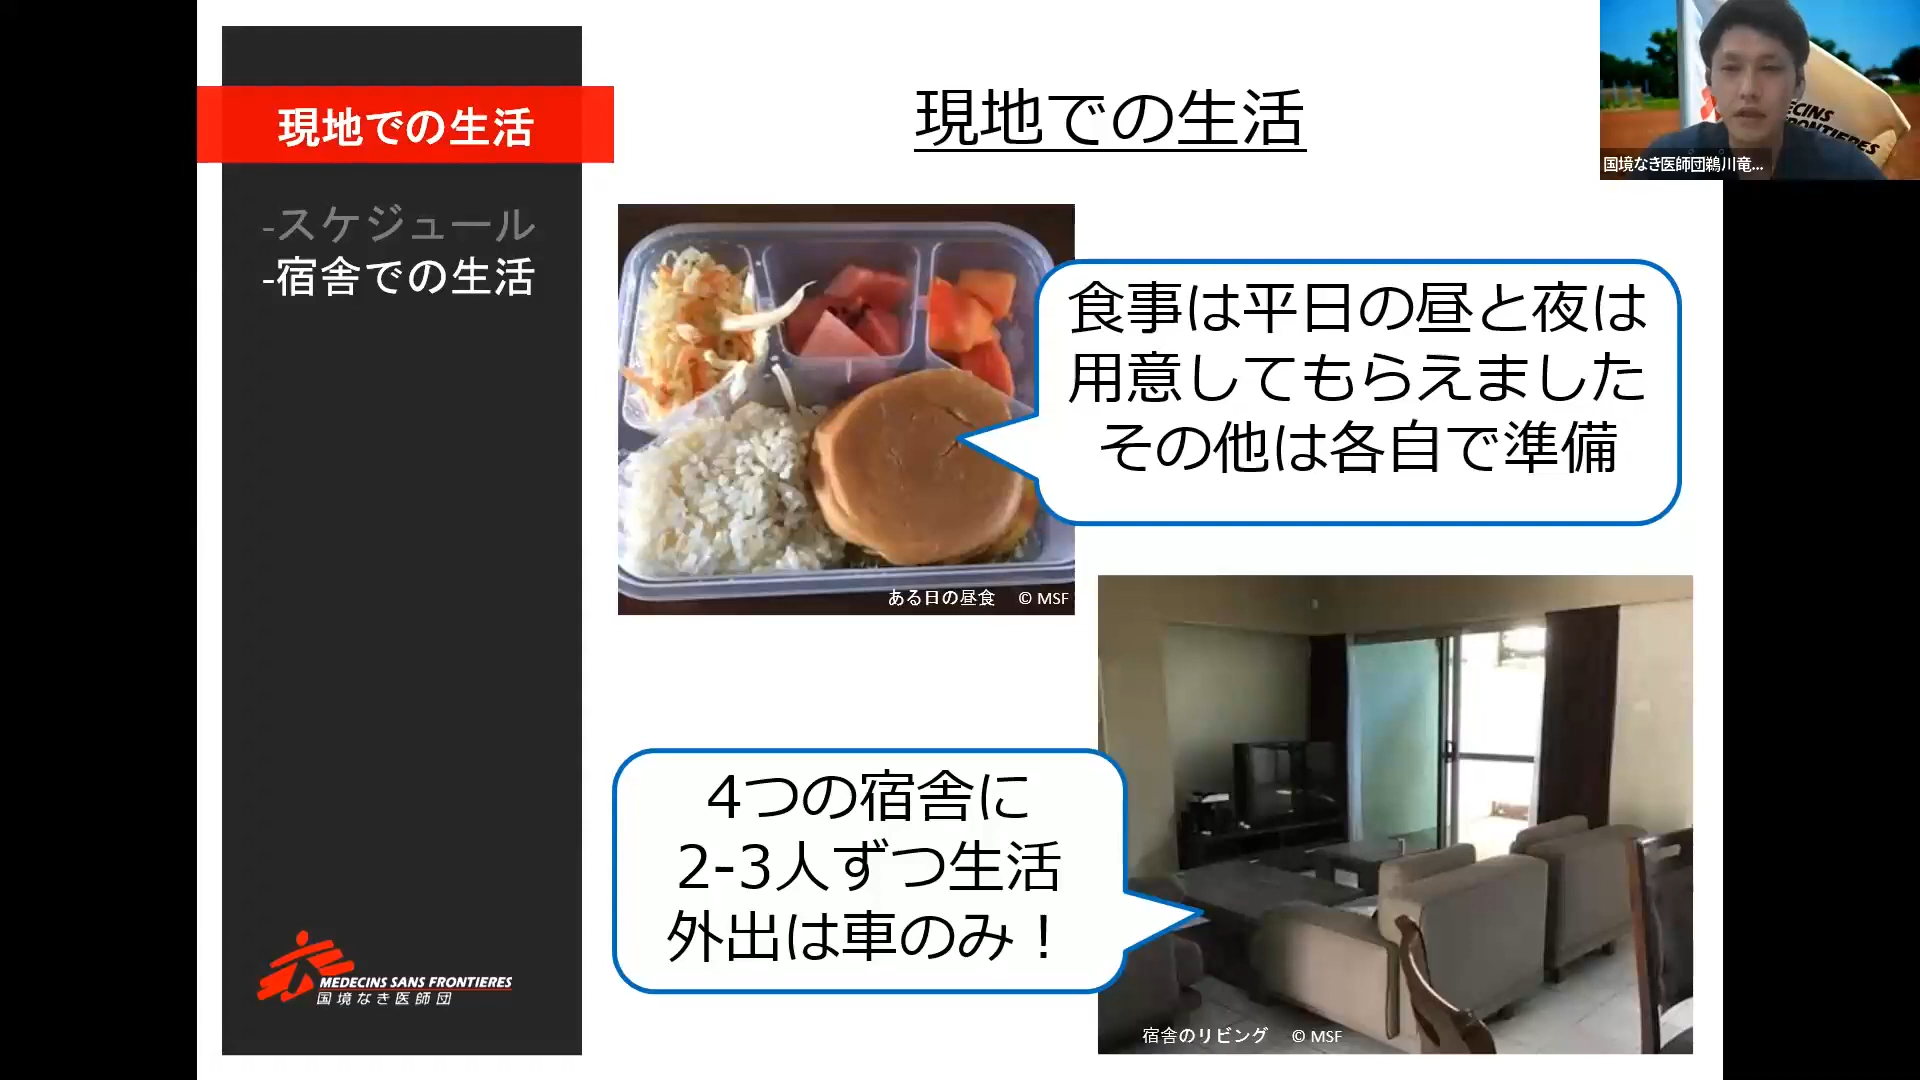 現地での生活
-スケジュール
-宿舎での生活
MEDECINS SANS FRONTIERES
国境なき医師団
現地での生活
食事は平日の昼と夜は
用意してもらえました
その他は各自で準備
ある日の昼食 © MSF
4つの宿舎に
2-3人ずつ生活
外出は車のみ！
宿舎のリビング © MSF
国境なき医師団鵜川竜...